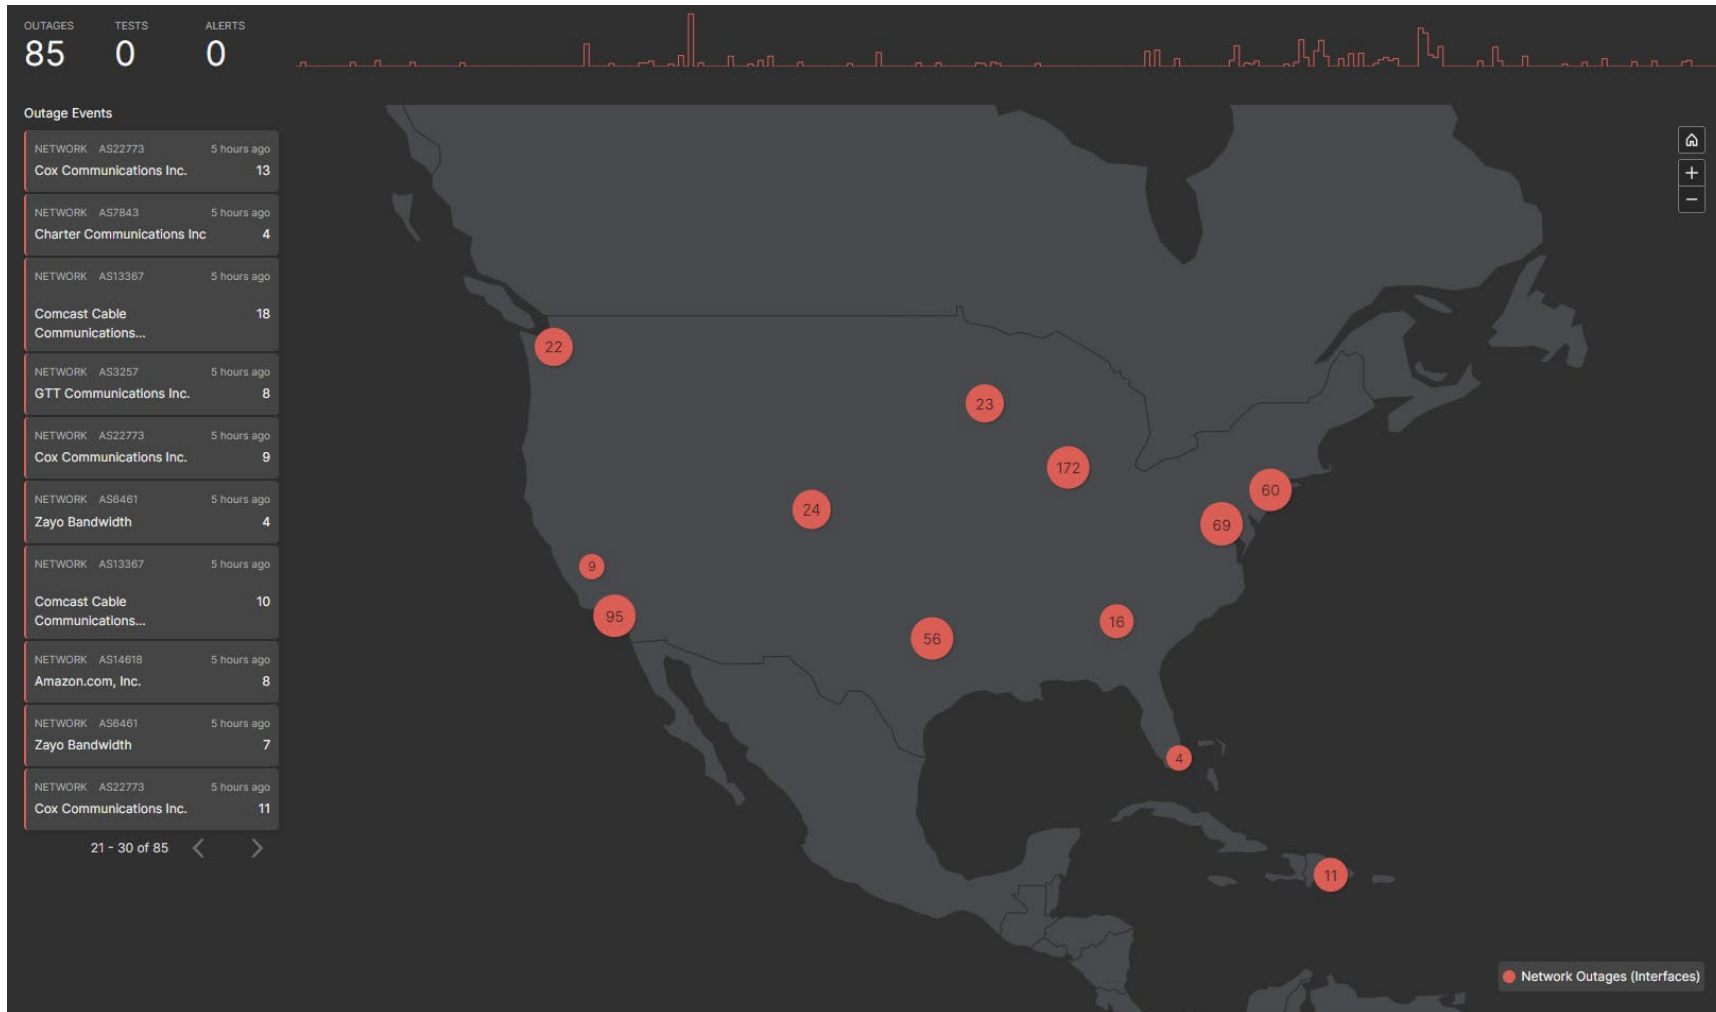 OUTAGES TESTS ALERTS
85 0 0
Outage Events
NETWORK AS22773 5 hours ago
Cox Communications Inc. 13
NETWORK AS7843 5 hours ago
Charter Communications Inc 4
NETWORK AS13367 5 hours ago
Comcast Cable 18
Communications...
NETWORK AS3257 5 hours ago
GTT Communications Inc. 8
NETWORK AS22773 5 hours ago
Cox Communications Inc. 9
NETWORK AS6461 5 hours ago
Zayo Bandwidth 4
NETWORK AS13367 5 hours ago
Comcast Cable 10
Communications...
NETWORK AS14618 5 hours ago
Amazon.com, Inc. 8
NETWORK AS6461 5 hours ago
Zayo Bandwidth 7
NETWORK AS22773 5 hours ago
Cox Communications Inc. 11
21 - 30 of 85
22
23
172
60
24
69
9
95
16
56
4
11
Network Outages (Interfaces)